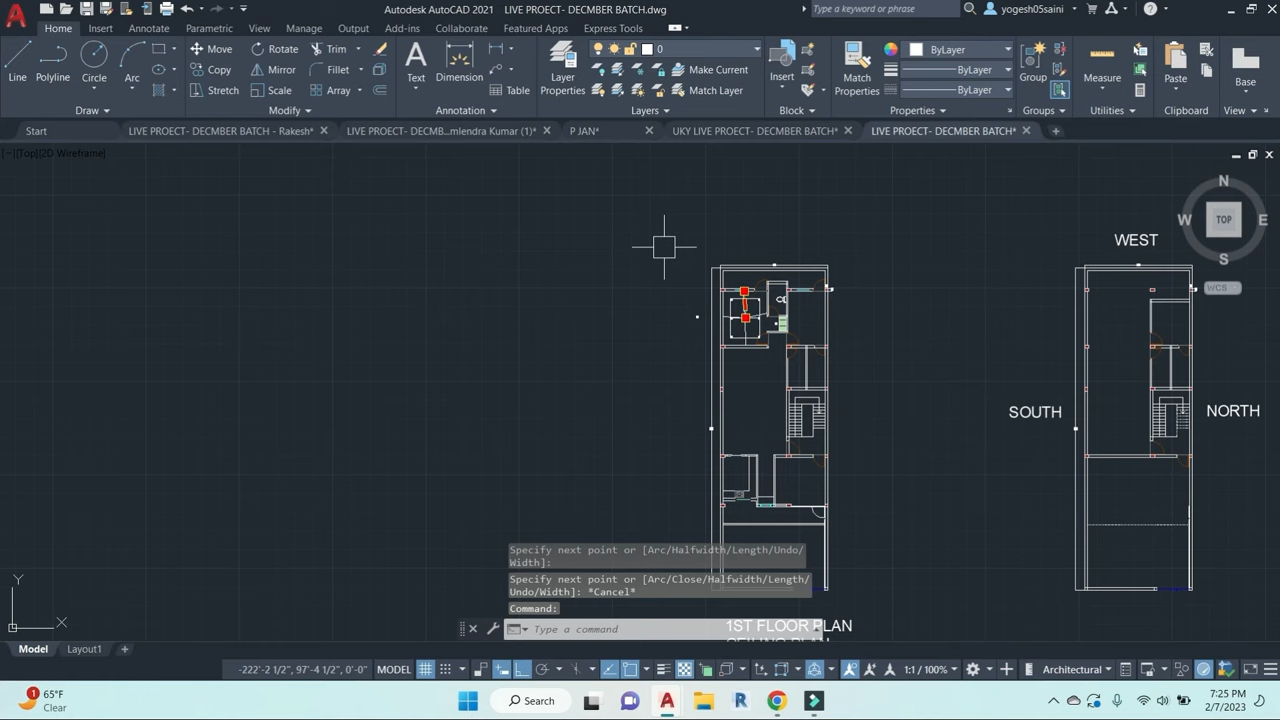 Autodesk AutoCAD 2021 LIVE PROECT- DECMBER BATCH.dwg
Type a keyword or phrase
yogesh05saini
Home Insert Annotate Parametric View Manage Output Add-ins Collaborate Featured Apps Express Tools
Line Polyline Circle Arc
Move Rotate Trim
Copy Mirror Fillet
Stretch Scale Array
Text Dimension Table
Layer
Properties
0
Make Current
Match Layer
Insert
Match
Properties
ByLayer
ByLayer
ByLayer
Group
Measure
Paste
Base
Draw Modify Annotation Layers Block Properties Groups Utilities Clipboard View
Start LIVE PROECT- DECMBER BATCH - Rakesh* LIVE PROECT- DECMB...mlendra Kumar (1)* P JAN* UKY LIVE PROECT- DECMBER BATCH* LIVE PROECT- DECMBER BATCH*
[−][Top][2D Wireframe]
N
W TOP E
S
WCS
WEST
SOUTH
NORTH
Specify next point or [Arc/Halfwidth/Length/Undo/
Width]:
Specify next point or [Arc/Close/Halfwidth/Length/
Undo/Width]: *Cancel*
Command:
Type a command
1ST FLOOR PLAN
CEILING PLAN
Y
X
Model Layout1
-222'-2 1/2", 97'-4 1/2", 0'-0" MODEL 1:1 / 100% Architectural
1
65°F
Clear
Search
7:25 PM
2/7/2023